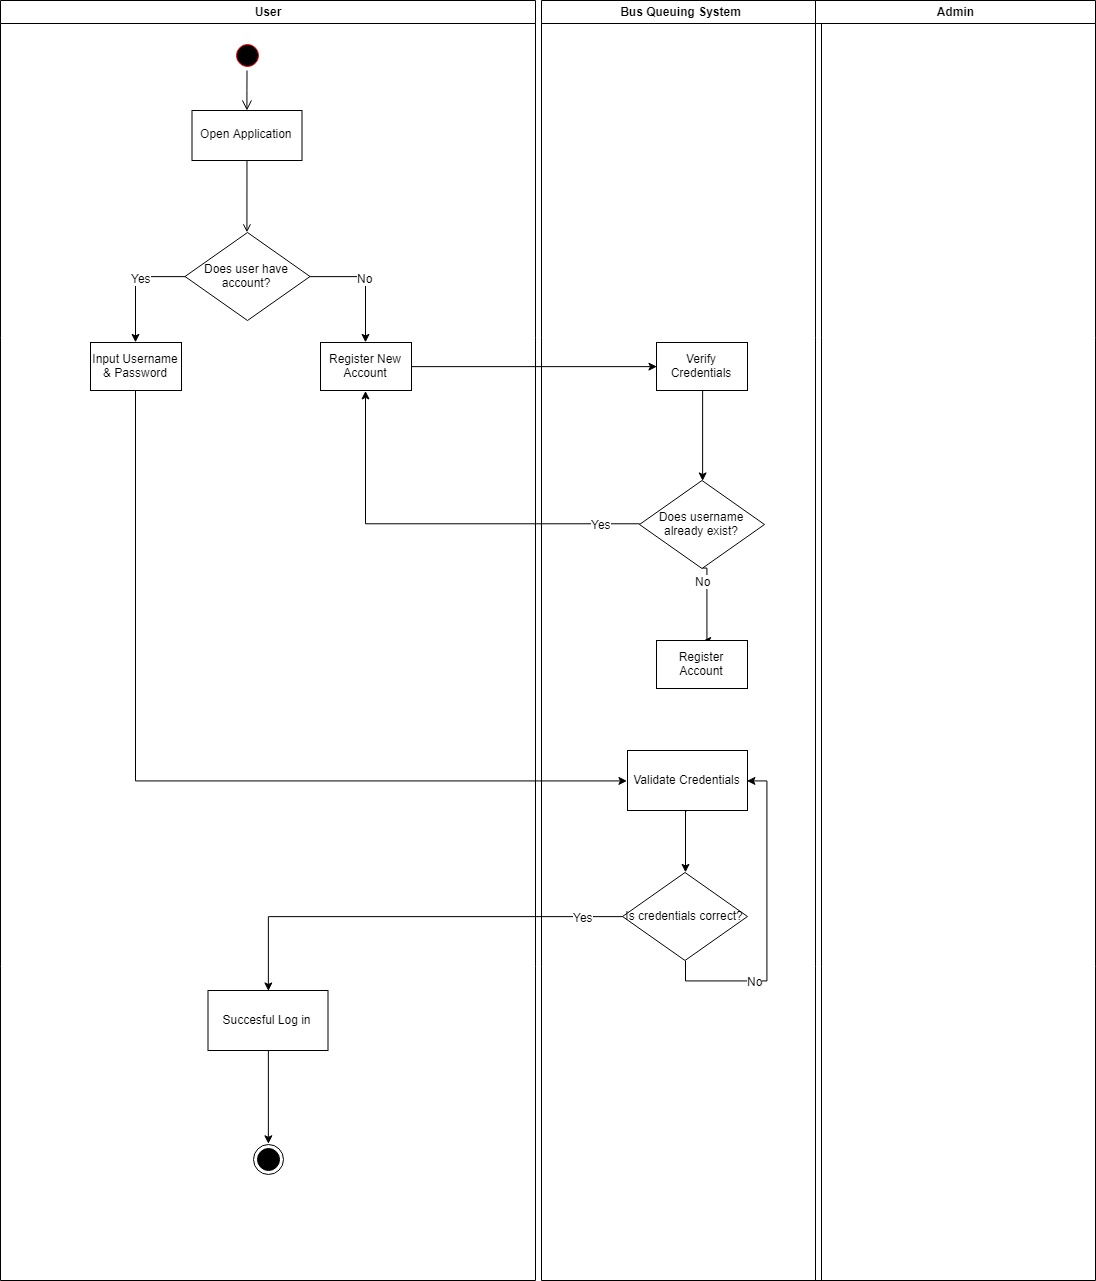 User
Bus Queuing System
Admin
Open Application
Does user have
account?
Yes
No
Input Username
& Password
Register New
Account
Verify
Credentials
Does username
already exist?
Yes
No
Register
Account
Validate Credentials
Is credentials correct?
Yes
No
Succesful Log in